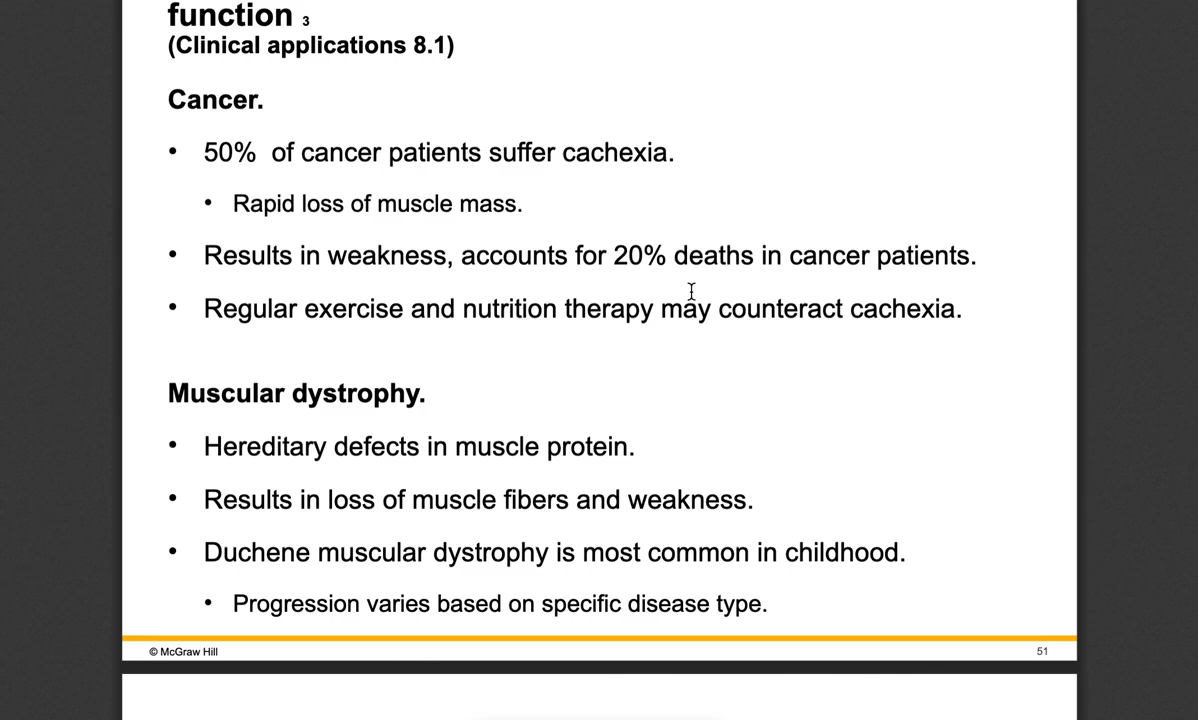 function 3
(Clinical applications 8.1)
Cancer.
• 50%  of cancer patients suffer cachexia.
• Rapid loss of muscle mass.
• Results in weakness, accounts for 20% deaths in cancer patients.
• Regular exercise and nutrition therapy may counteract cachexia.
Muscular dystrophy.
• Hereditary defects in muscle protein.
• Results in loss of muscle fibers and weakness.
• Duchene muscular dystrophy is most common in childhood.
• Progression varies based on specific disease type.
© McGraw Hill
51